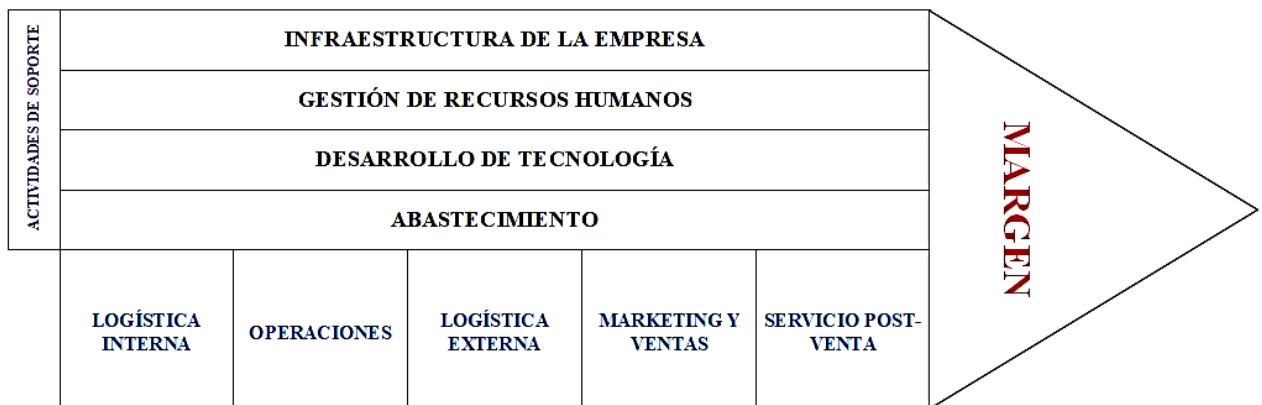 ACTIVIDADES DE SOPORTE
INFRAESTRUCTURA DE LA EMPRESA
GESTIÓN DE RECURSOS HUMANOS
DESARROLLO DE TECNOLOGÍA
ABASTECIMIENTO
LOGÍSTICA
INTERNA
OPERACIONES
LOGÍSTICA
EXTERNA
MARKETING Y
VENTAS
SERVICIO POST-
VENTA
MARGEN